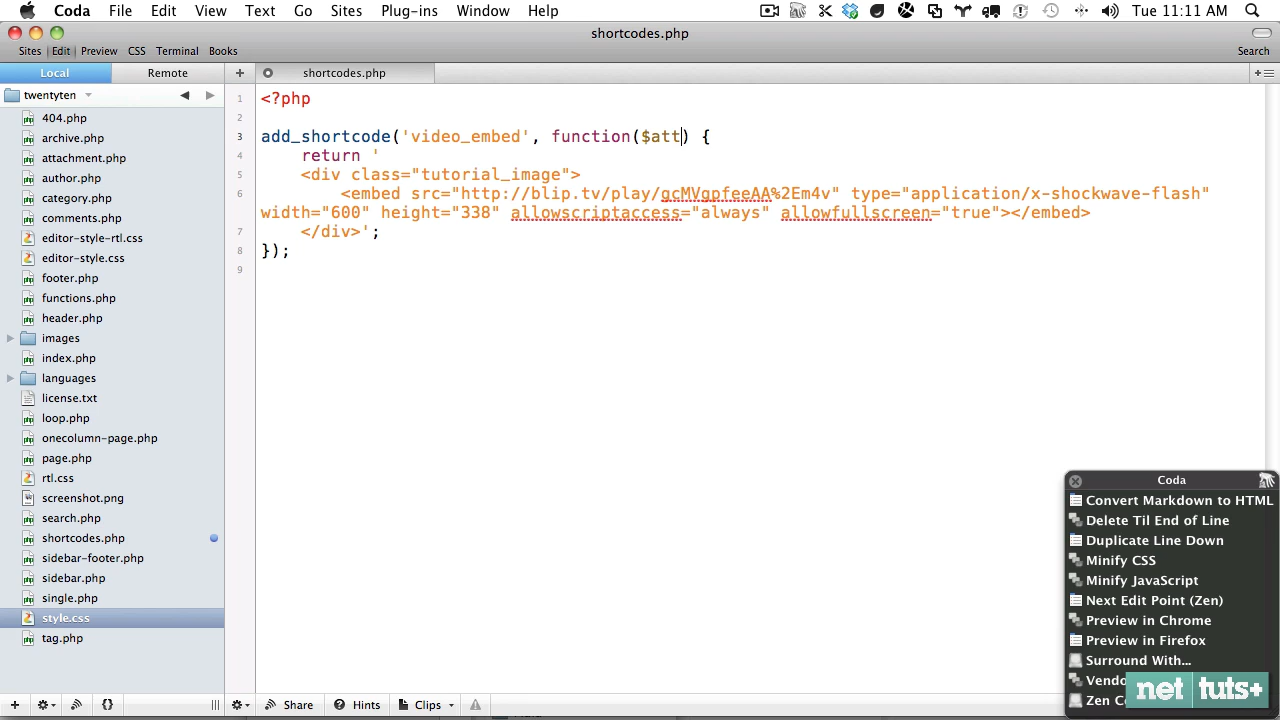 Coda File Edit View Text Go Sites Plug-ins Window Help Tue 11:11 AM
shortcodes.php
Sites Edit Preview CSS Terminal Books Search
Local Remote + shortcodes.php
twentyten
404.php
archive.php
attachment.php
author.php
category.php
comments.php
editor-style-rtl.css
editor-style.css
footer.php
functions.php
header.php
images
index.php
languages
license.txt
loop.php
onecolumn-page.php
page.php
rtl.css
screenshot.png
search.php
shortcodes.php
sidebar-footer.php
sidebar.php
single.php
style.css
tag.php
1 <?php
2
3 add_shortcode('video_embed', function($att) {
4 return '
5 <div class="tutorial_image">
6 <embed src="http://blip.tv/play/gcMVgpfeeAA%2Em4v" type="application/x-shockwave-flash"
width="600" height="338" allowscriptaccess="always" allowfullscreen="true"></embed>
7 </div>';
8 });
9
Coda
Convert Markdown to HTML
Delete Til End of Line
Duplicate Line Down
Minify CSS
Minify JavaScript
Next Edit Point (Zen)
Preview in Chrome
Preview in Firefox
Surround With...
Vendo
Zen Co
net tuts+
Share Hints Clips